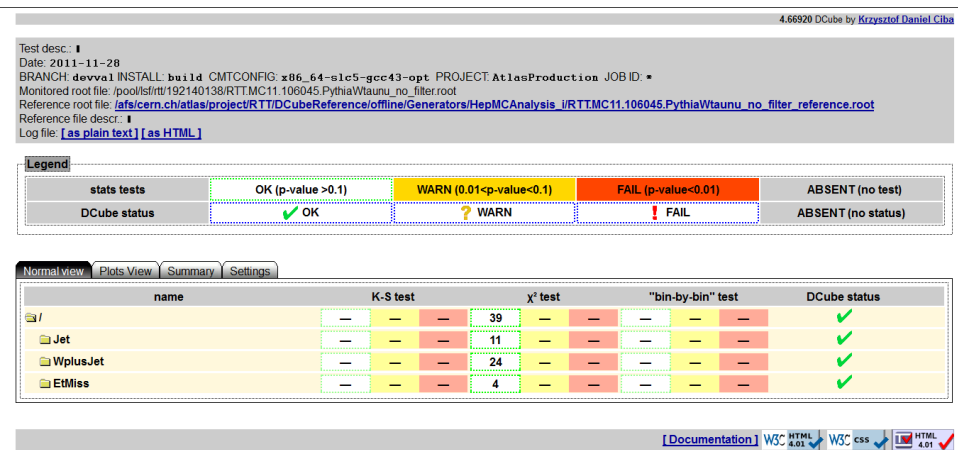 4.66920 DCube by Krzysztof Daniel Ciba
Test desc.:
Date: 2011-11-28
BRANCH: devval INSTALL: build CMTCONFIG: x86_64-slc5-gcc43-opt PROJECT: AtlasProduction JOB ID: *
Monitored root file: /pool/lsf/rtt/192140138/RTT.MC11.106045.PythiaWtaunu_no_filter.root
Reference root file: /afs/cern.ch/atlas/project/RTT/DCubeReference/offline/Generators/HepMCAnalysis_i/RTT.MC11.106045.PythiaWtaunu_no_filter_reference.root
Reference file descr.:
Log file: [ as plain text ] [ as HTML ]
Legend
stats tests OK (p-value >0.1) WARN (0.01<p-value<0.1) FAIL (p-value<0.01) ABSENT (no test)
DCube status ✔ OK ? WARN ! FAIL ABSENT (no status)
Normal view Plots View Summary Settings
name K-S test χ² test "bin-by-bin" test DCube status
/ — — — 39 — — — — — ✔
Jet — — — 11 — — — — — ✔
WplusJet — — — 24 — — — — — ✔
EtMiss — — — 4 — — — — — ✔
[ Documentation ] W3C HTML 4.01 W3C css HTML 4.01